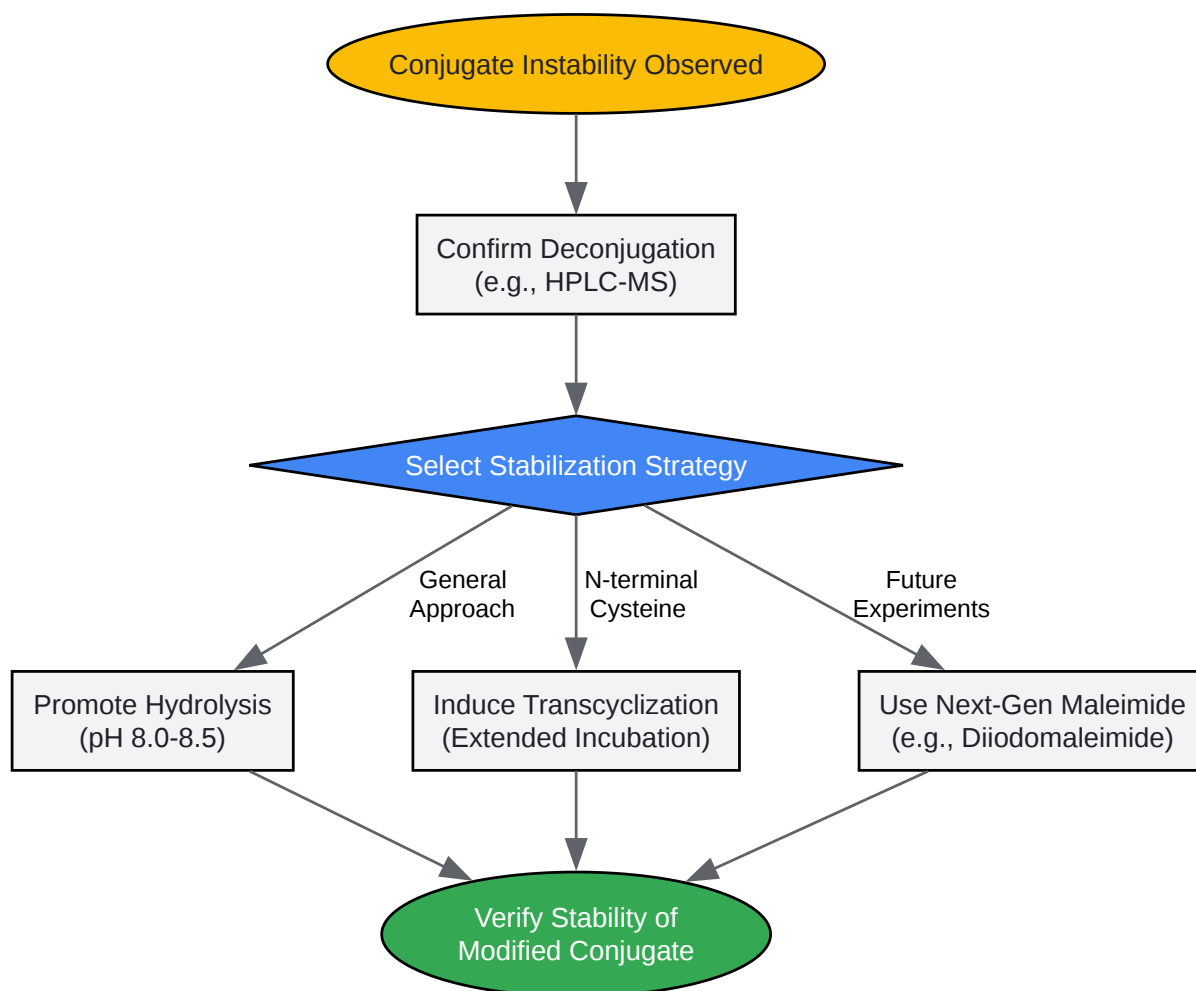 Conjugate Instability Observed
Confirm Deconjugation
(e.g., HPLC-MS)
Select Stabilization Strategy
General
Approach
N-terminal
Cysteine
Future
Experiments
Promote Hydrolysis
(pH 8.0-8.5)
Induce Transcyclization
(Extended Incubation)
Use Next-Gen Maleimide
(e.g., Diiodomaleimide)
Verify Stability of
Modified Conjugate